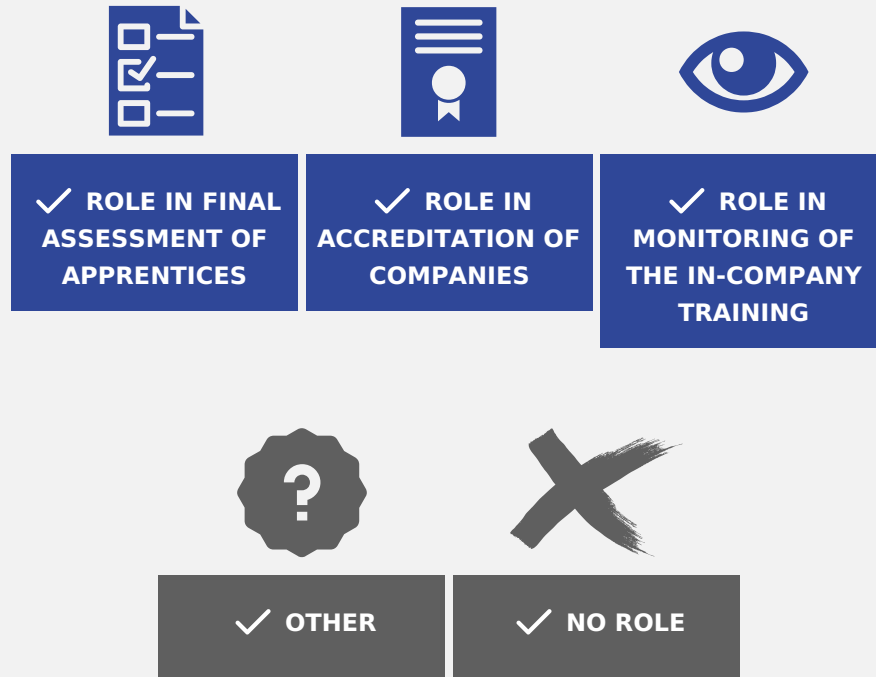 ✓ ROLE IN FINAL
ASSESSMENT OF
APPRENTICES
✓ ROLE IN
ACCREDITATION OF
COMPANIES
✓ ROLE IN
MONITORING OF
THE IN-COMPANY
TRAINING
?
✓ OTHER
✓ NO ROLE